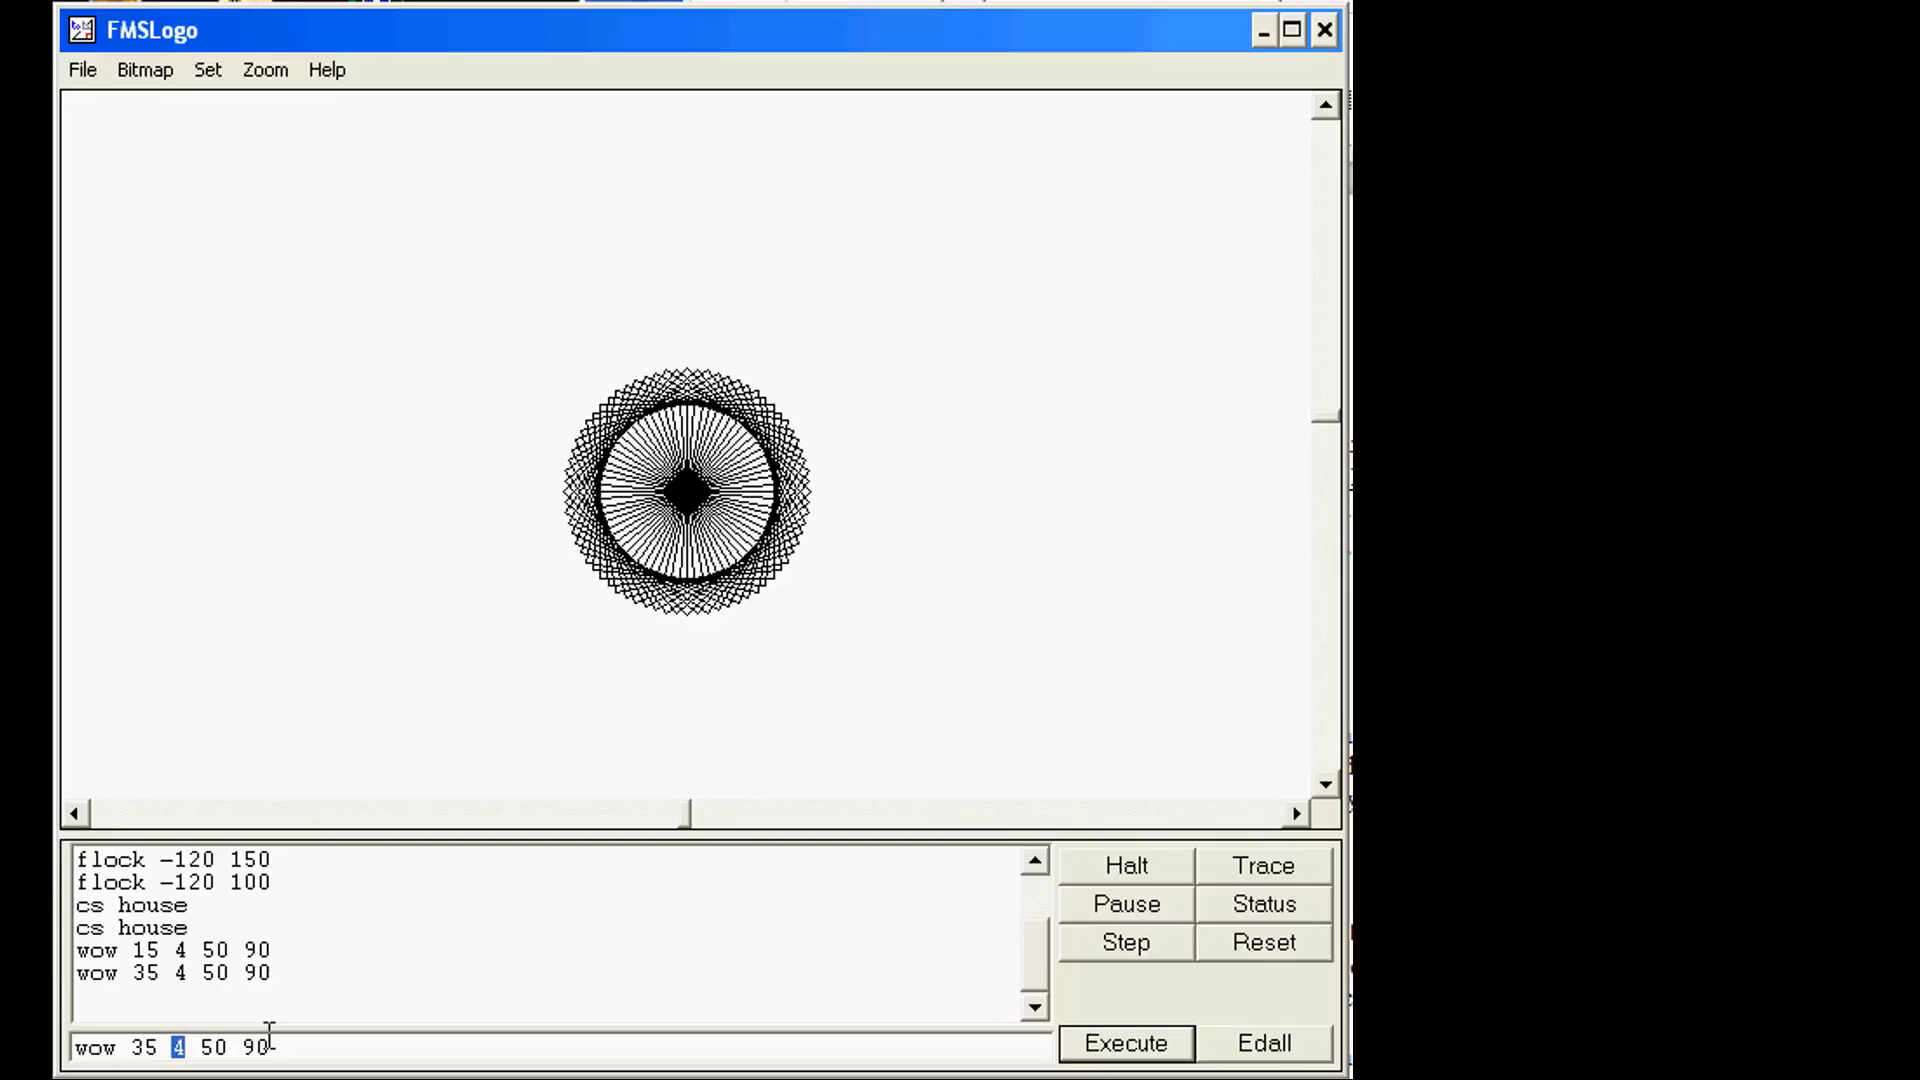 FMSLogo
File Bitmap Set Zoom Help
flock -120 150
flock -120 100
cs house
cs house
wow 15 4 50 90
wow 35 4 50 90
wow 35 4 50 90
Halt Trace
Pause Status
Step Reset
Execute Edall